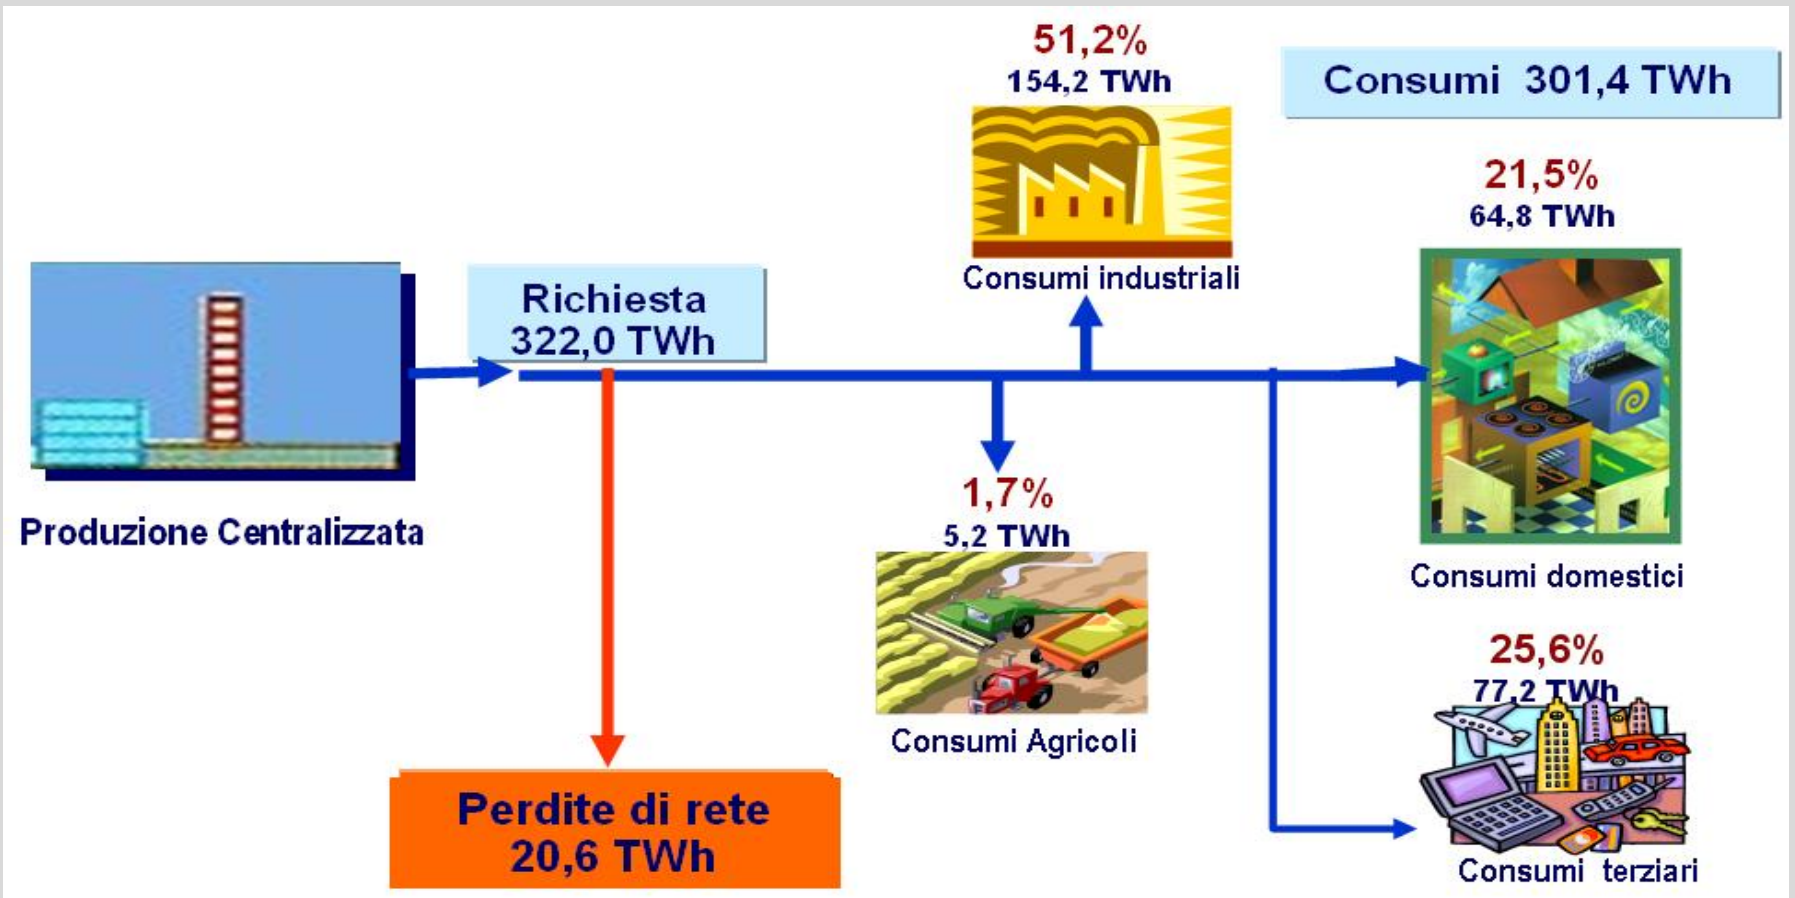 51,2%
154,2 TWh
Consumi industriali
Consumi 301,4 TWh
21,5%
64,8 TWh
Consumi domestici
Richiesta
322,0 TWh
Produzione Centralizzata
1,7%
5,2 TWh
Consumi Agricoli
25,6%
77,2 TWh
Consumi terziari
Perdite di rete
20,6 TWh